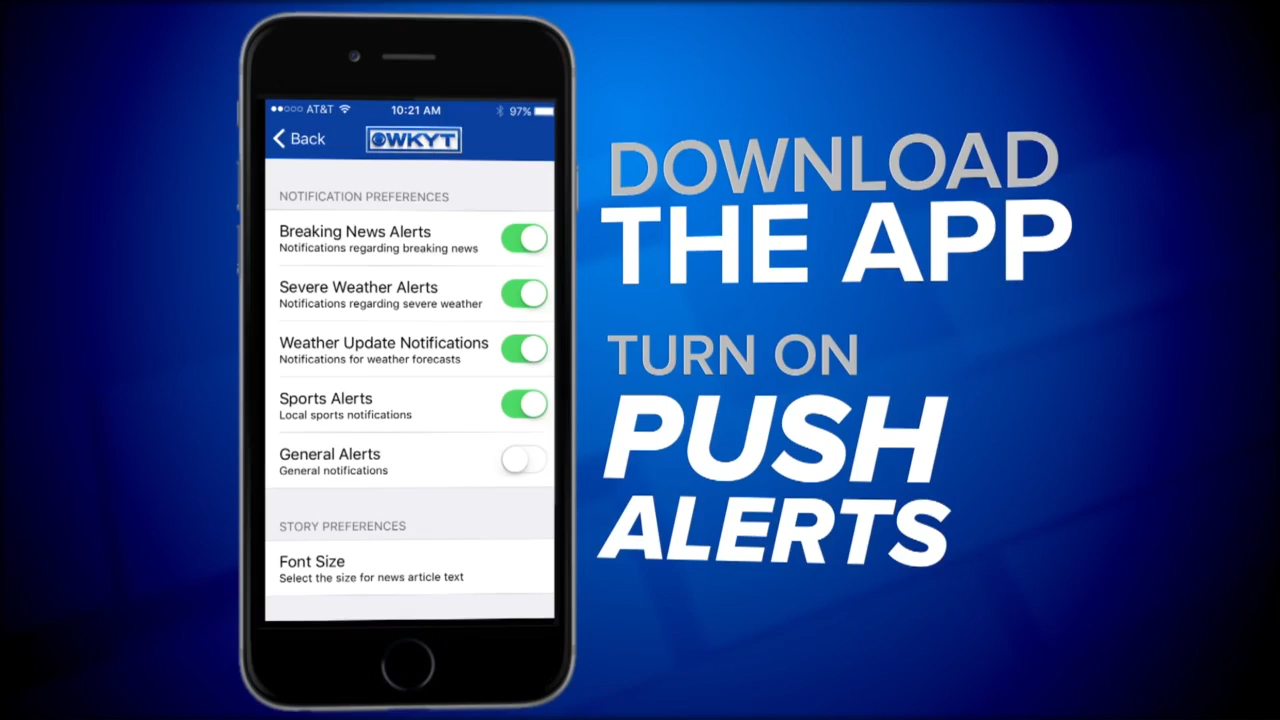 AT&T 10:21 AM 97%
Back WKYT
NOTIFICATION PREFERENCES
Breaking News Alerts
Notifications regarding breaking news
Severe Weather Alerts
Notifications regarding severe weather
Weather Update Notifications
Notifications for weather forecasts
Sports Alerts
Local sports notifications
General Alerts
General notifications
STORY PREFERENCES
Font Size
Select the size for news article text
DOWNLOAD
THE APP
TURN ON
PUSH
ALERTS